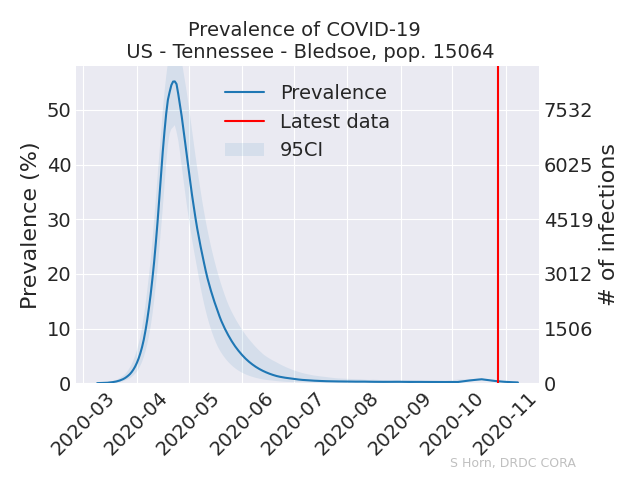 Prevalence of COVID-19
US - Tennessee - Bledsoe, pop. 15064
Prevalence
Latest data
95CI
Prevalence (%)
50
40
30
20
10
0
7532
6025
4519
3012
1506
0
# of infections
2020-03
2020-04
2020-05
2020-06
2020-07
2020-08
2020-09
2020-10
2020-11
S Horn, DRDC CORA